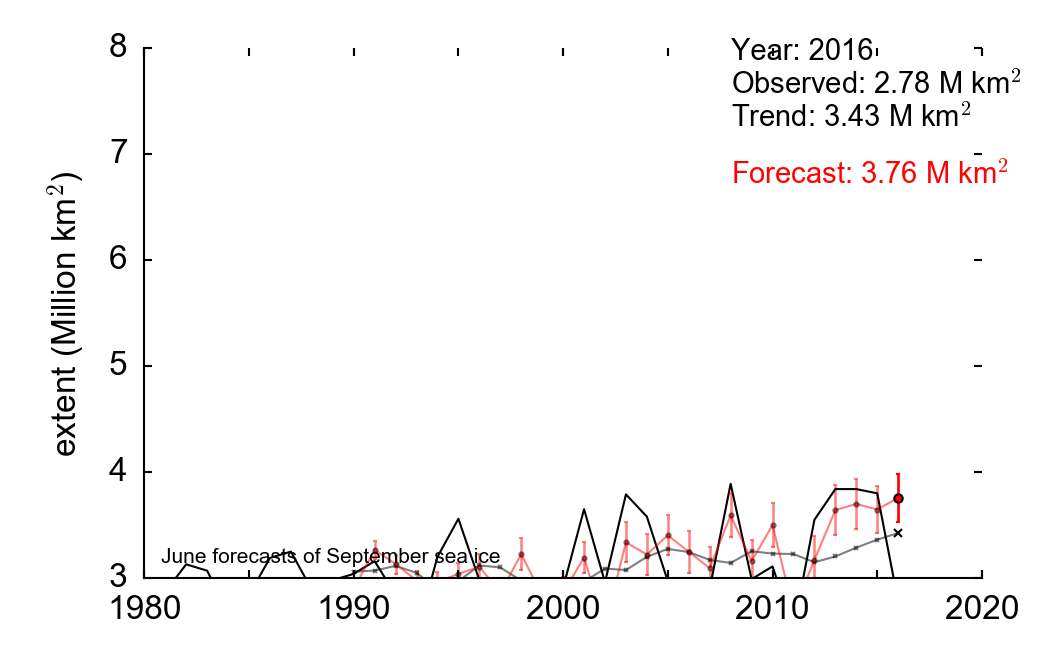 8
Year: 2016
Observed: 2.78 M km²
Trend: 3.43 M km²
7
Forecast: 3.76 M km²
6
extent (Million km²)
5
4
June forecasts of September sea ice
3
1980 1990 2000 2010 2020